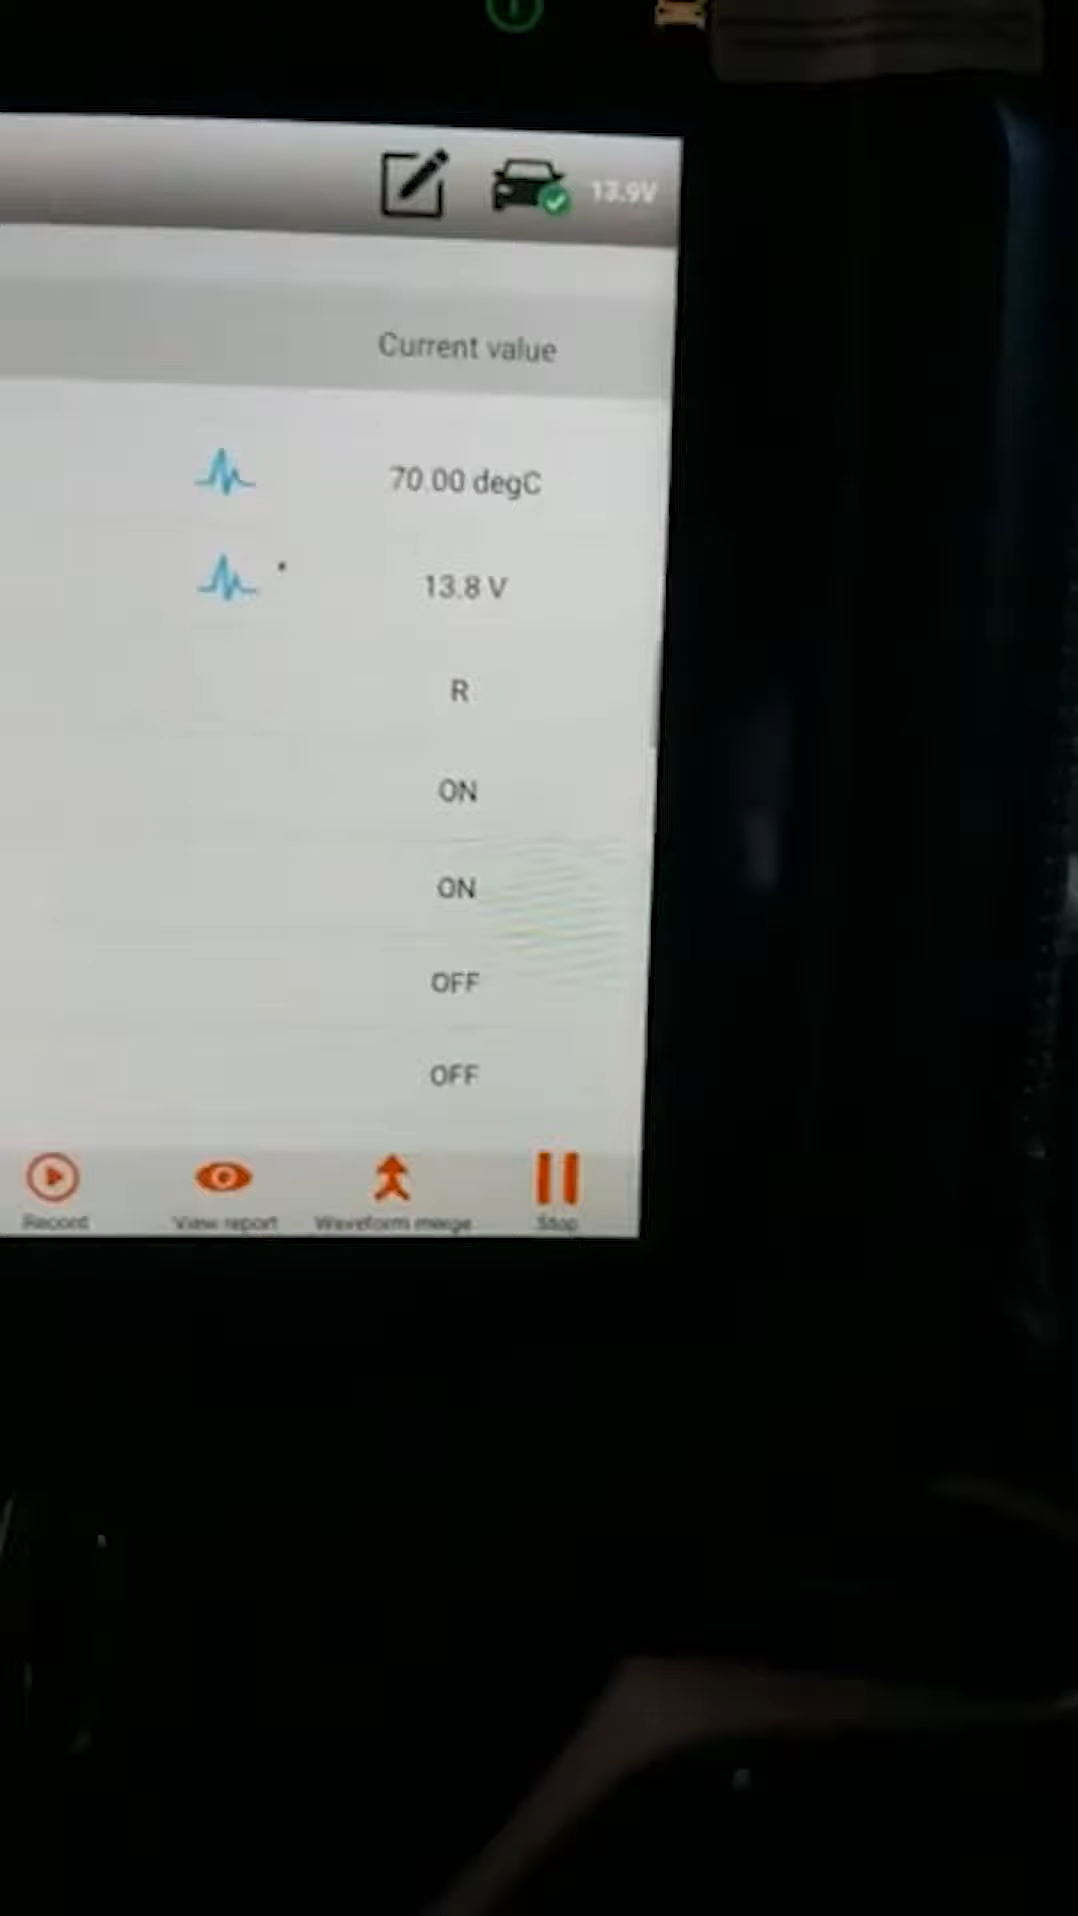 13.9V
Current value
70.00 degC
13.8 V
R
ON
ON
OFF
OFF
Record
View report
Waveform merge
Stop